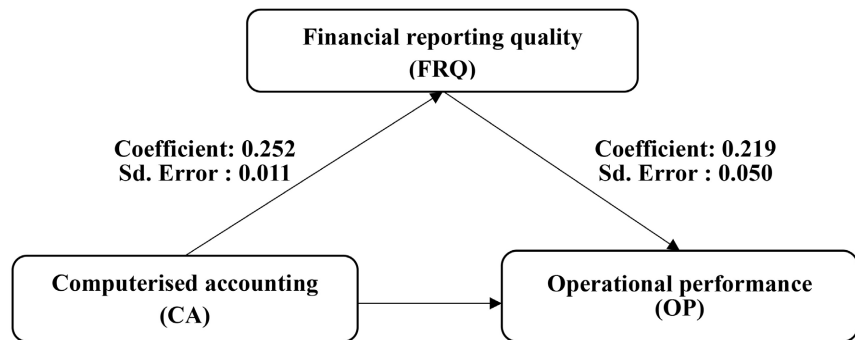 Financial reporting quality
(FRQ)
Coefficient: 0.252
Sd. Error : 0.011
Coefficient: 0.219
Sd. Error : 0.050
Computerised accounting
(CA)
Operational performance
(OP)